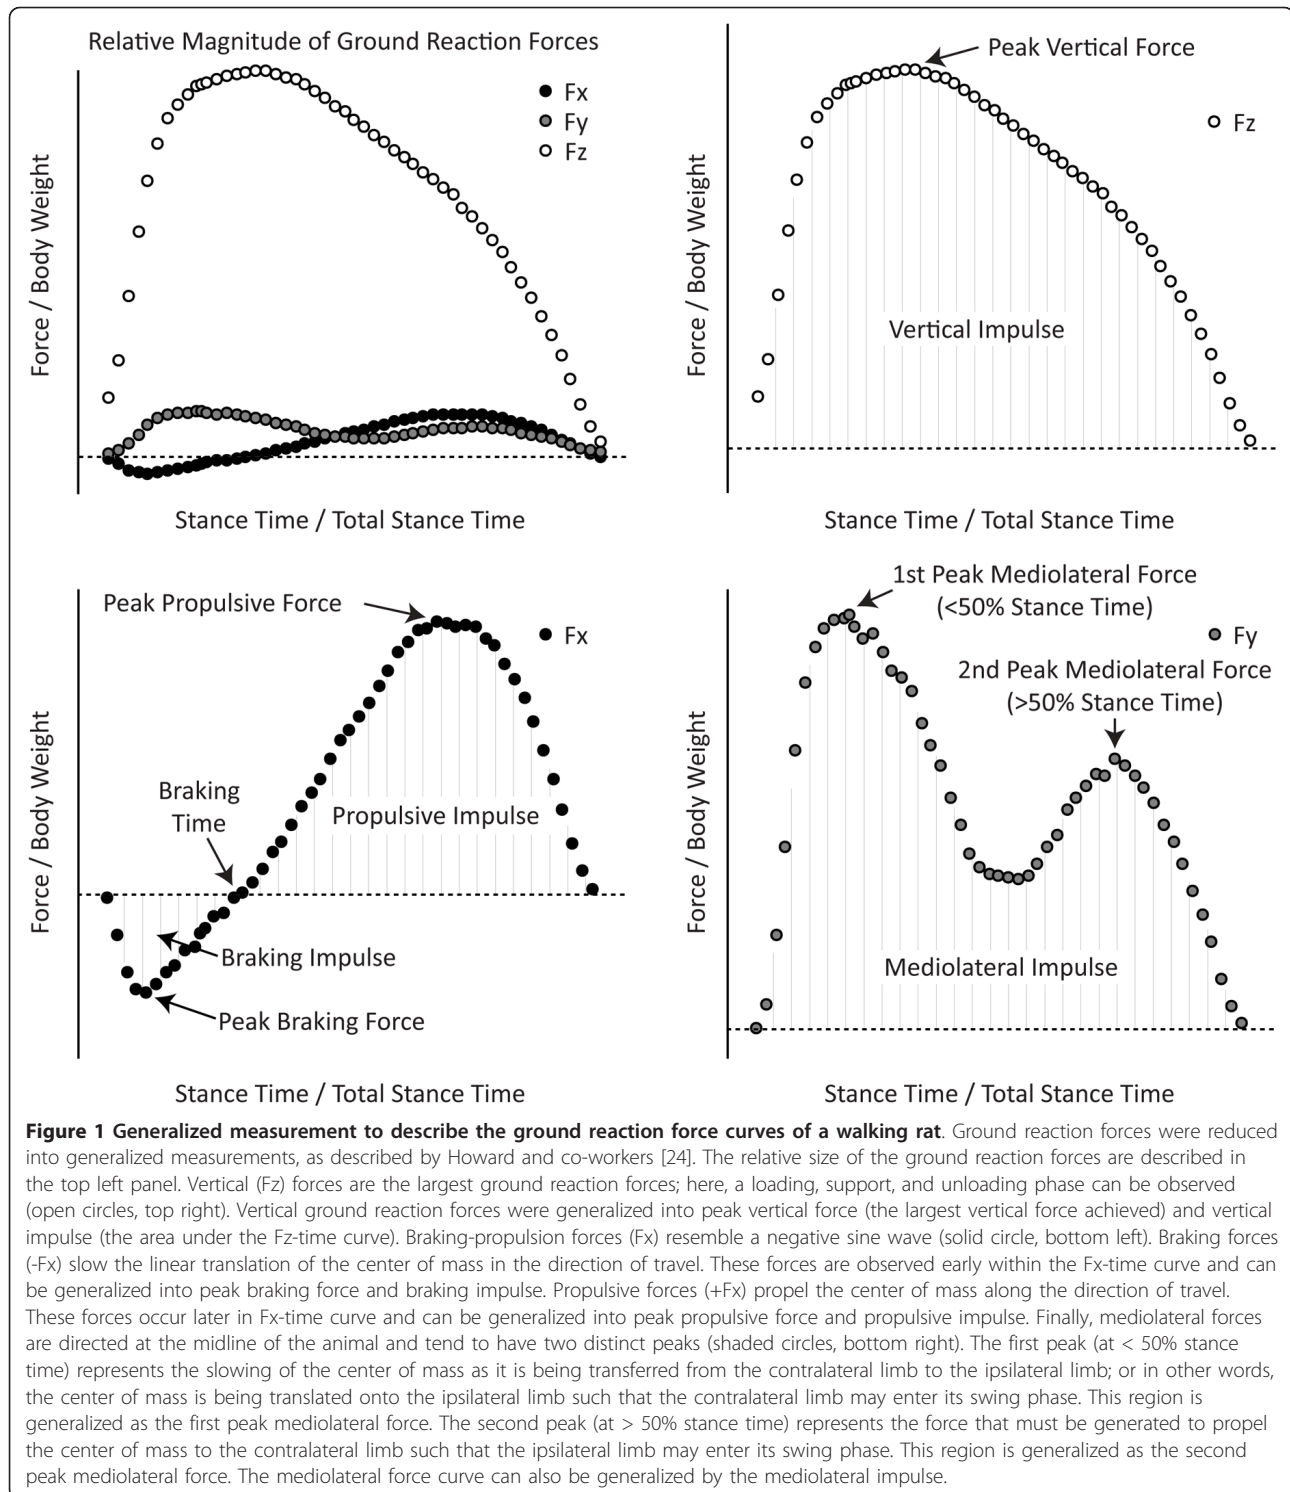 Relative Magnitude of Ground Reaction Forces
Fx
Fy
Fz
Force / Body Weight
Stance Time / Total Stance Time
Peak Vertical Force
Fz
Force / Body Weight
Vertical Impulse
Stance Time / Total Stance Time
Peak Propulsive Force
Fx
Force / Body Weight
Braking
Time
Propulsive Impulse
Braking Impulse
Peak Braking Force
Stance Time / Total Stance Time
1st Peak Mediolateral Force
(<50% Stance Time)
Fy
2nd Peak Mediolateral Force
(>50% Stance Time)
Force / Body Weight
Mediolateral Impulse
Stance Time / Total Stance Time
Figure 1 Generalized measurement to describe the ground reaction force curves of a walking rat. Ground reaction forces were reduced
into generalized measurements, as described by Howard and co-workers [24]. The relative size of the ground reaction forces are described in
the top left panel. Vertical (Fz) forces are the largest ground reaction forces; here, a loading, support, and unloading phase can be observed
(open circles, top right). Vertical ground reaction forces were generalized into peak vertical force (the largest vertical force achieved) and vertical
impulse (the area under the Fz-time curve). Braking-propulsion forces (Fx) resemble a negative sine wave (solid circle, bottom left). Braking forces
(-Fx) slow the linear translation of the center of mass in the direction of travel. These forces are observed early within the Fx-time curve and can
be generalized into peak braking force and braking impulse. Propulsive forces (+Fx) propel the center of mass along the direction of travel.
These forces occur later in Fx-time curve and can be generalized into peak propulsive force and propulsive impulse. Finally, mediolateral forces
are directed at the midline of the animal and tend to have two distinct peaks (shaded circles, bottom right). The first peak (at < 50% stance
time) represents the slowing of the center of mass as it is being transferred from the contralateral limb to the ipsilateral limb; or in other words,
the center of mass is being translated onto the ipsilateral limb such that the contralateral limb may enter its swing phase. This region is
generalized as the first peak mediolateral force. The second peak (at > 50% stance time) represents the force that must be generated to propel
the center of mass to the contralateral limb such that the ipsilateral limb may enter its swing phase. This region is generalized as the second
peak mediolateral force. The mediolateral force curve can also be generalized by the mediolateral impulse.